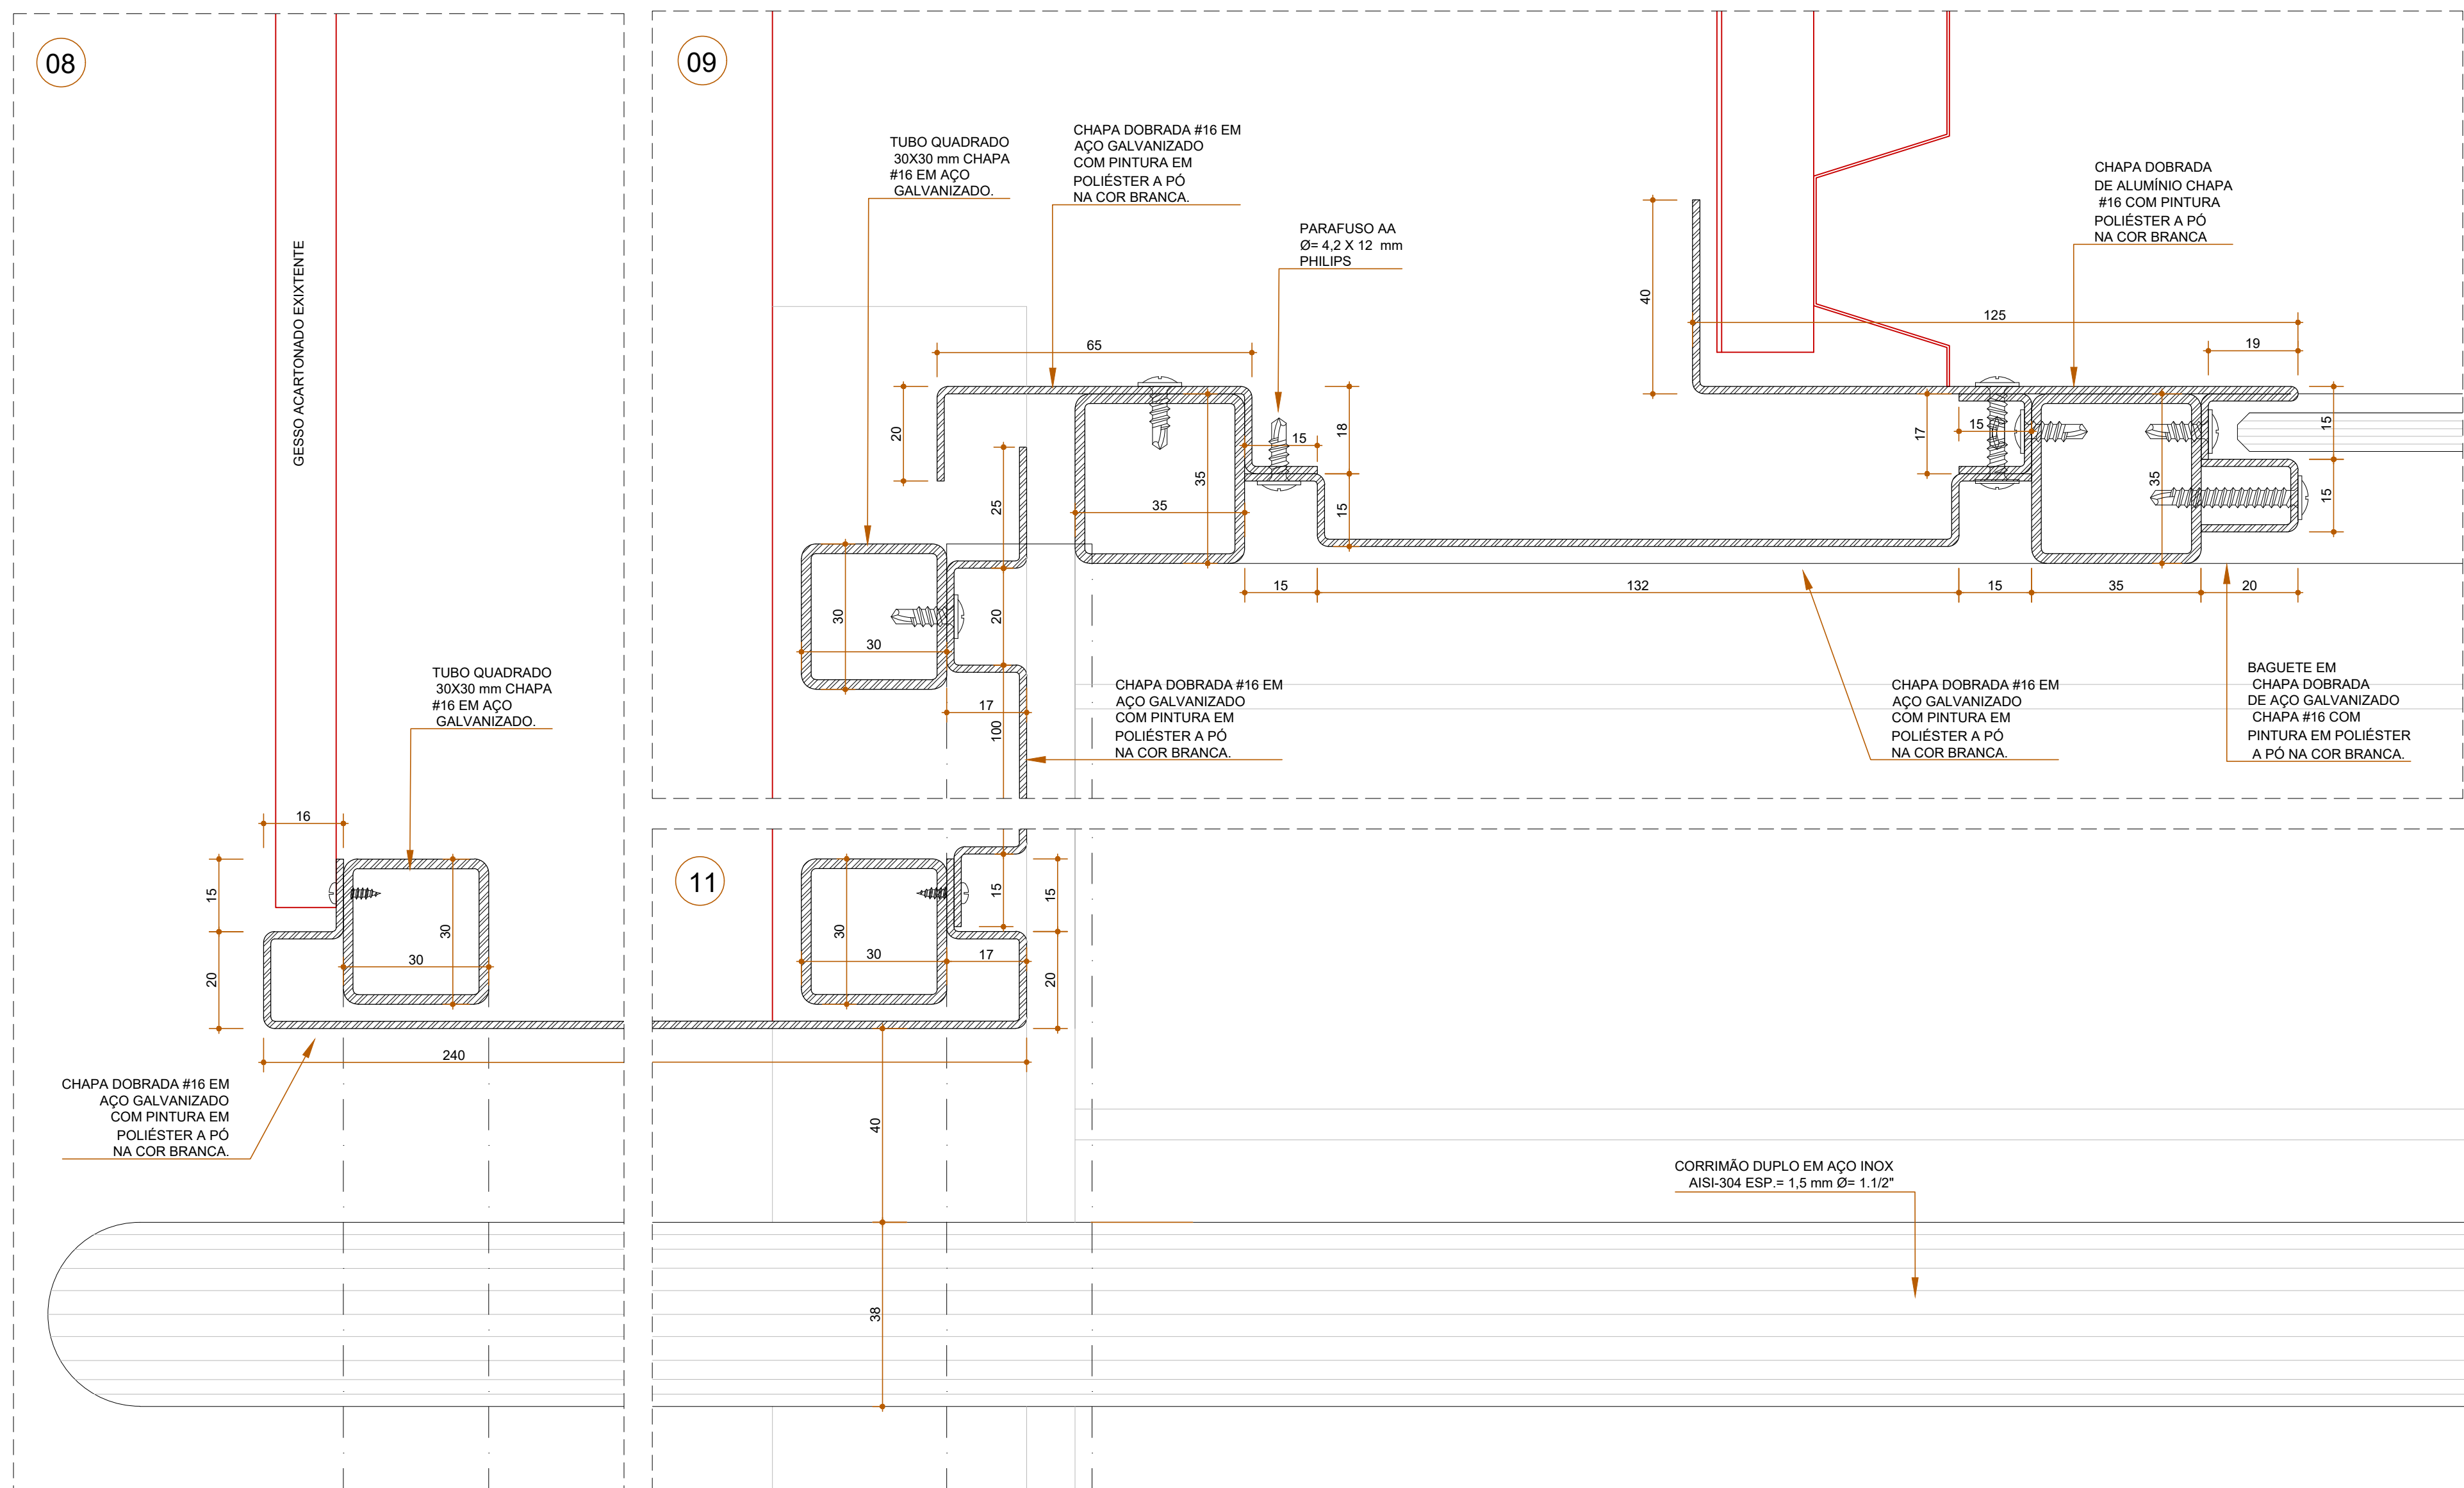 08
GESSO ACARTONADO EXIXTENTE
TUBO QUADRADO
30X30 mm CHAPA
#16 EM AÇO
GALVANIZADO.
16
15
20
30
30
240
CHAPA DOBRADA #16 EM
AÇO GALVANIZADO
COM PINTURA EM
POLIÉSTER A PÓ
NA COR BRANCA.
09
TUBO QUADRADO
30X30 mm CHAPA
#16 EM AÇO
GALVANIZADO.
CHAPA DOBRADA #16 EM
AÇO GALVANIZADO
COM PINTURA EM
POLIÉSTER A PÓ
NA COR BRANCA.
PARAFUSO AA
Ø= 4,2 X 12 mm
PHILIPS
CHAPA DOBRADA
DE ALUMÍNIO CHAPA
#16 COM PINTURA
POLIÉSTER A PÓ
NA COR BRANCA
40
125
19
65
20
25
35
35
15
18
15
17
15
35
15
15
30
30
20
17
100
15
132
15
35
20
CHAPA DOBRADA #16 EM
AÇO GALVANIZADO
COM PINTURA EM
POLIÉSTER A PÓ
NA COR BRANCA.
CHAPA DOBRADA #16 EM
AÇO GALVANIZADO
COM PINTURA EM
POLIÉSTER A PÓ
NA COR BRANCA.
BAGUETE EM
CHAPA DOBRADA
DE AÇO GALVANIZADO
CHAPA #16 COM
PINTURA EM POLIÉSTER
A PÓ NA COR BRANCA.
11
30
30
17
15
15
20
40
38
CORRIMÃO DUPLO EM AÇO INOX
AISI-304 ESP.= 1,5 mm Ø= 1.1/2"